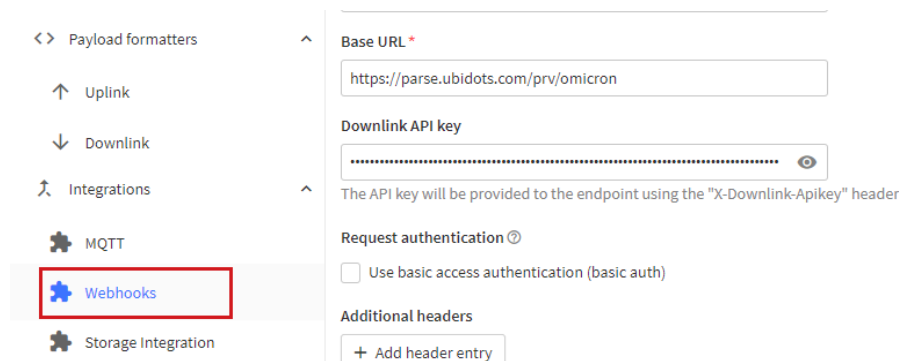 Payload formatters
Uplink
Downlink
Integrations
MQTT
Webhooks
Storage Integration
Base URL *
https://parse.ubidots.com/prv/omicron
Downlink API key
The API key will be provided to the endpoint using the "X-Downlink-Apikey" header
Request authentication
Use basic access authentication (basic auth)
Additional headers
+ Add header entry